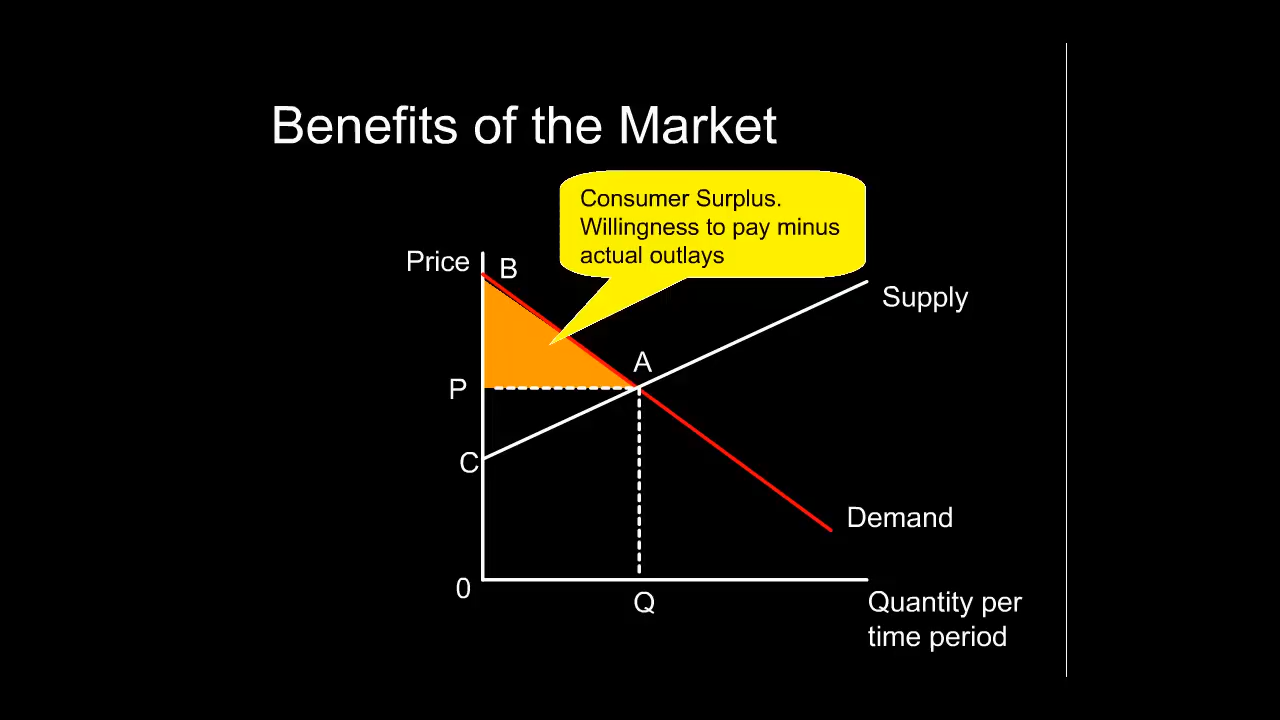 Benefits of the Market
Consumer Surplus.
Willingness to pay minus
actual outlays
Price
B
Supply
A
P
C
Demand
0
Q
Quantity per
time period